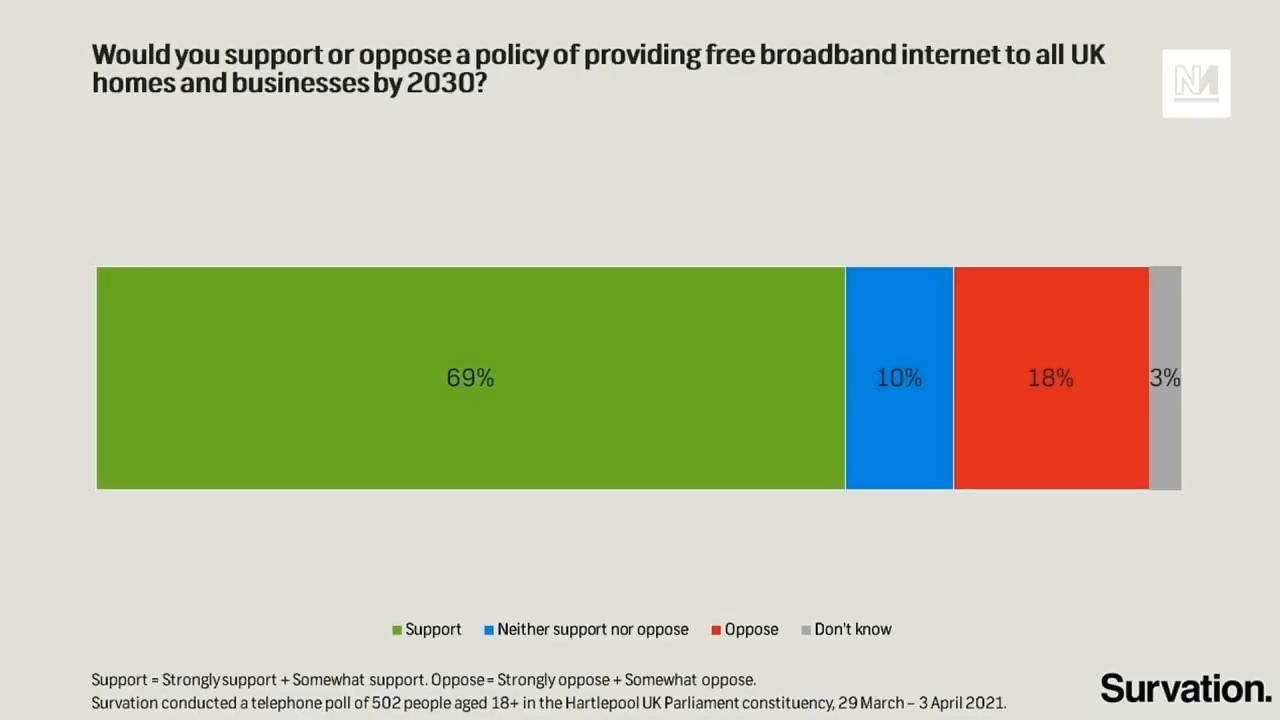 Would you support or oppose a policy of providing free broadband internet to all UK
homes and businesses by 2030?
NM
69%
10%
18%
3%
Support
Neither support nor oppose
Oppose
Don't know
Support = Strongly support + Somewhat support. Oppose = Strongly oppose + Somewhat oppose.
Survation conducted a telephone poll of 502 people aged 18+ in the Hartlepool UK Parliament constituency, 29 March – 3 April 2021.
Survation.